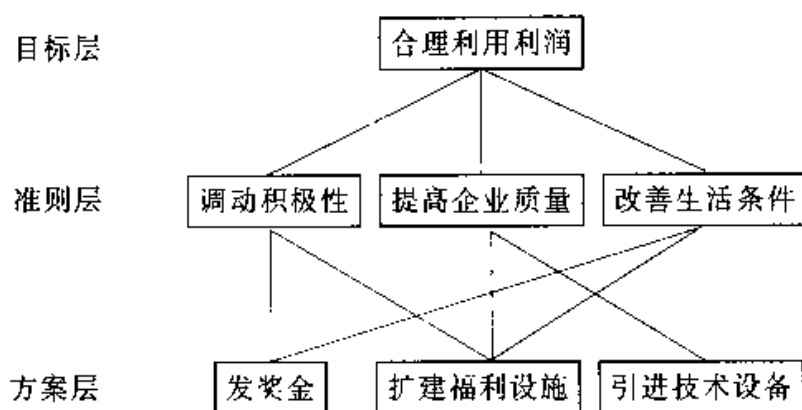 目标层 合理利用利润
准则层 调动积极性 提高企业质量 改善生活条件
方案层 发奖金 扩建福利设施 引进技术设备